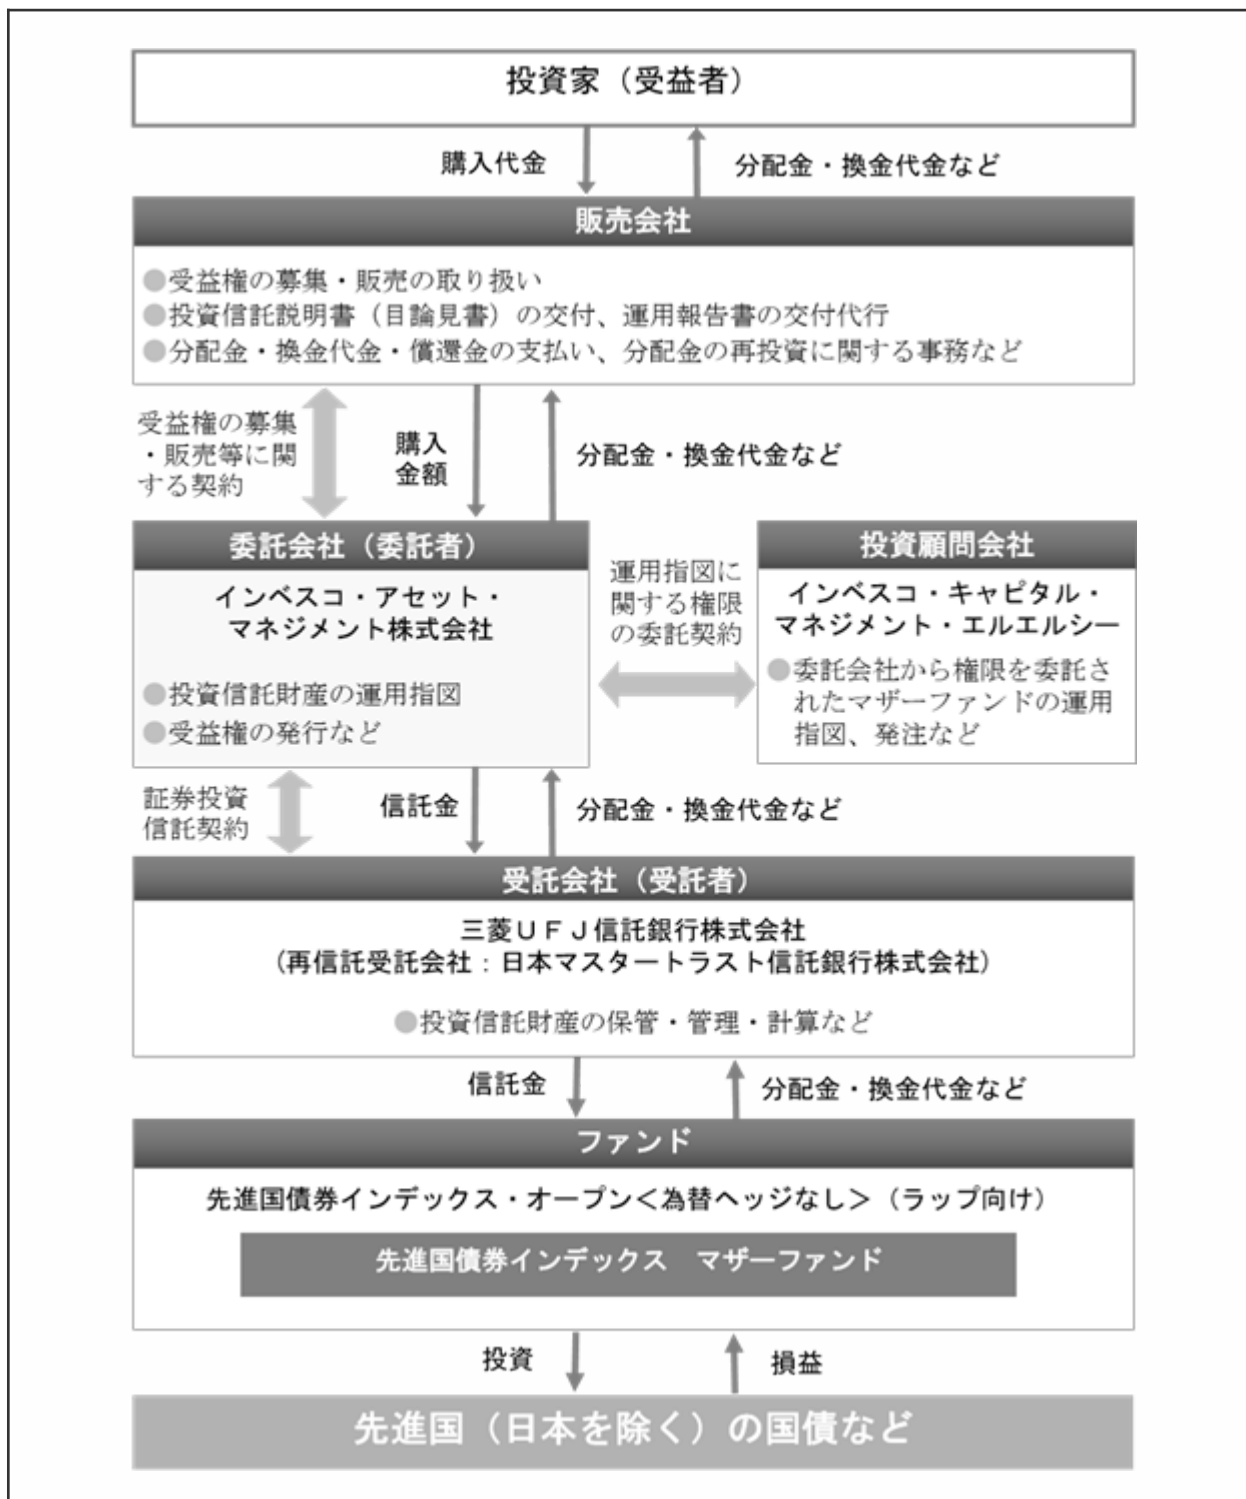 投資家（受益者）
購入代金
分配金・換金代金など
販売会社
●受益権の募集・販売の取り扱い
●投資信託説明書（目論見書）の交付、運用報告書の交付代行
●分配金・換金代金・償還金の支払い、分配金の再投資に関する事務など
受益権の募集
・販売等に関
する契約
購入
金額
分配金・換金代金など
委託会社（委託者）
インベスコ・アセット・
マネジメント株式会社
●投資信託財産の運用指図
●受益権の発行など
運用指図に
関する権限
の委託契約
投資顧問会社
インベスコ・キャピタル・
マネジメント・エルエルシー
●委託会社から権限を委託さ
れたマザーファンドの運用
指図、発注など
証券投資
信託契約
信託金
分配金・換金代金など
受託会社（受託者）
三菱ＵＦＪ信託銀行株式会社
（再信託受託会社：日本マスタートラスト信託銀行株式会社）
●投資信託財産の保管・管理・計算など
信託金
分配金・換金代金など
ファンド
先進国債券インデックス・オープン＜為替ヘッジなし＞（ラップ向け）
先進国債券インデックス　マザーファンド
投資
損益
先進国（日本を除く）の国債など